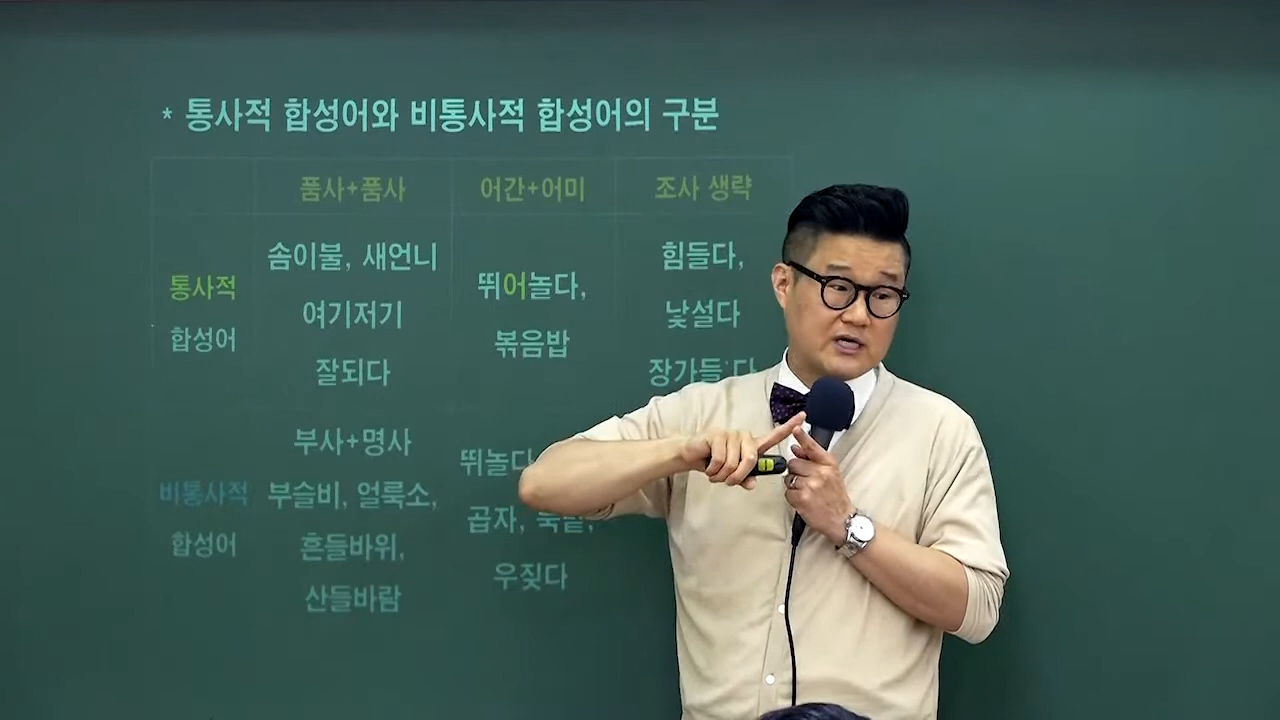 * 통사적 합성어와 비통사적 합성어의 구분
품사+품사
어간+어미
조사 생략
통사적
합성어
솜이불, 새언니
여기저기
잘되다
뛰어놀다,
볶음밥
힘들다,
낯설다
장가들다
비통사적
합성어
부사+명사
부슬비, 얼룩소,
흔들바위,
산들바람
뛰놀다
곱자,
우짖다